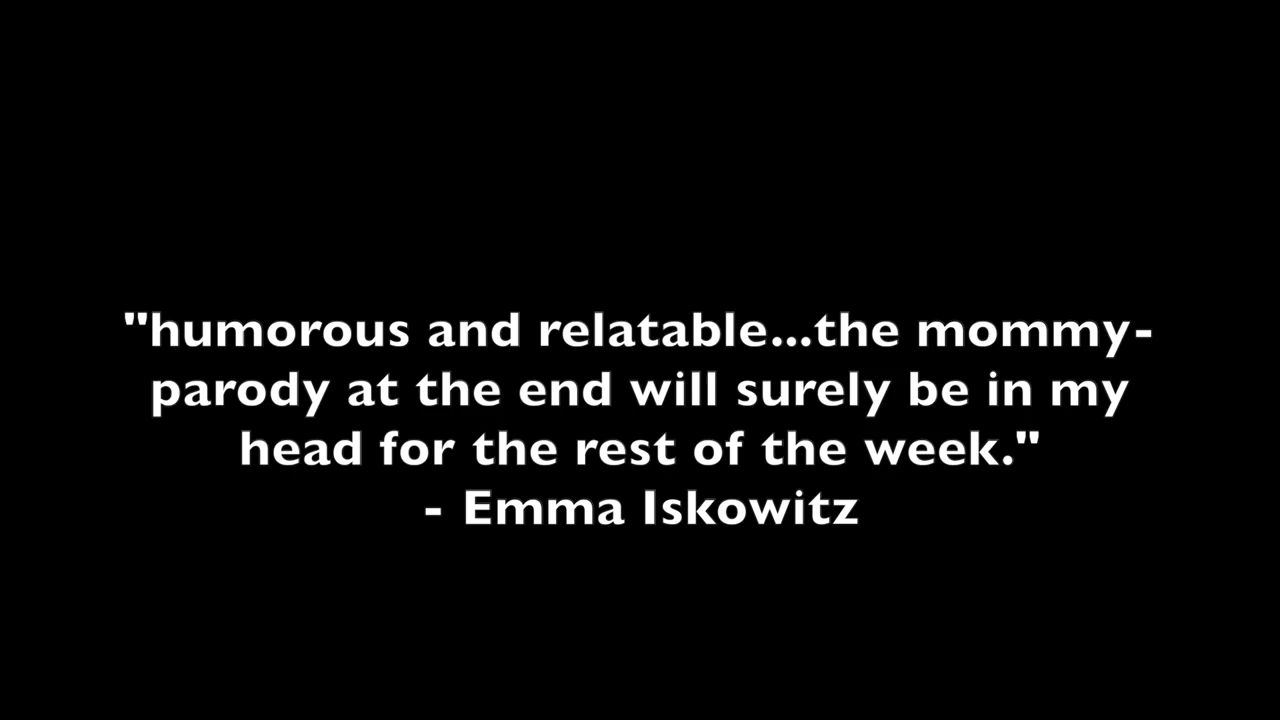 "humorous and relatable...the mommy-
parody at the end will surely be in my
head for the rest of the week."
- Emma Iskowitz